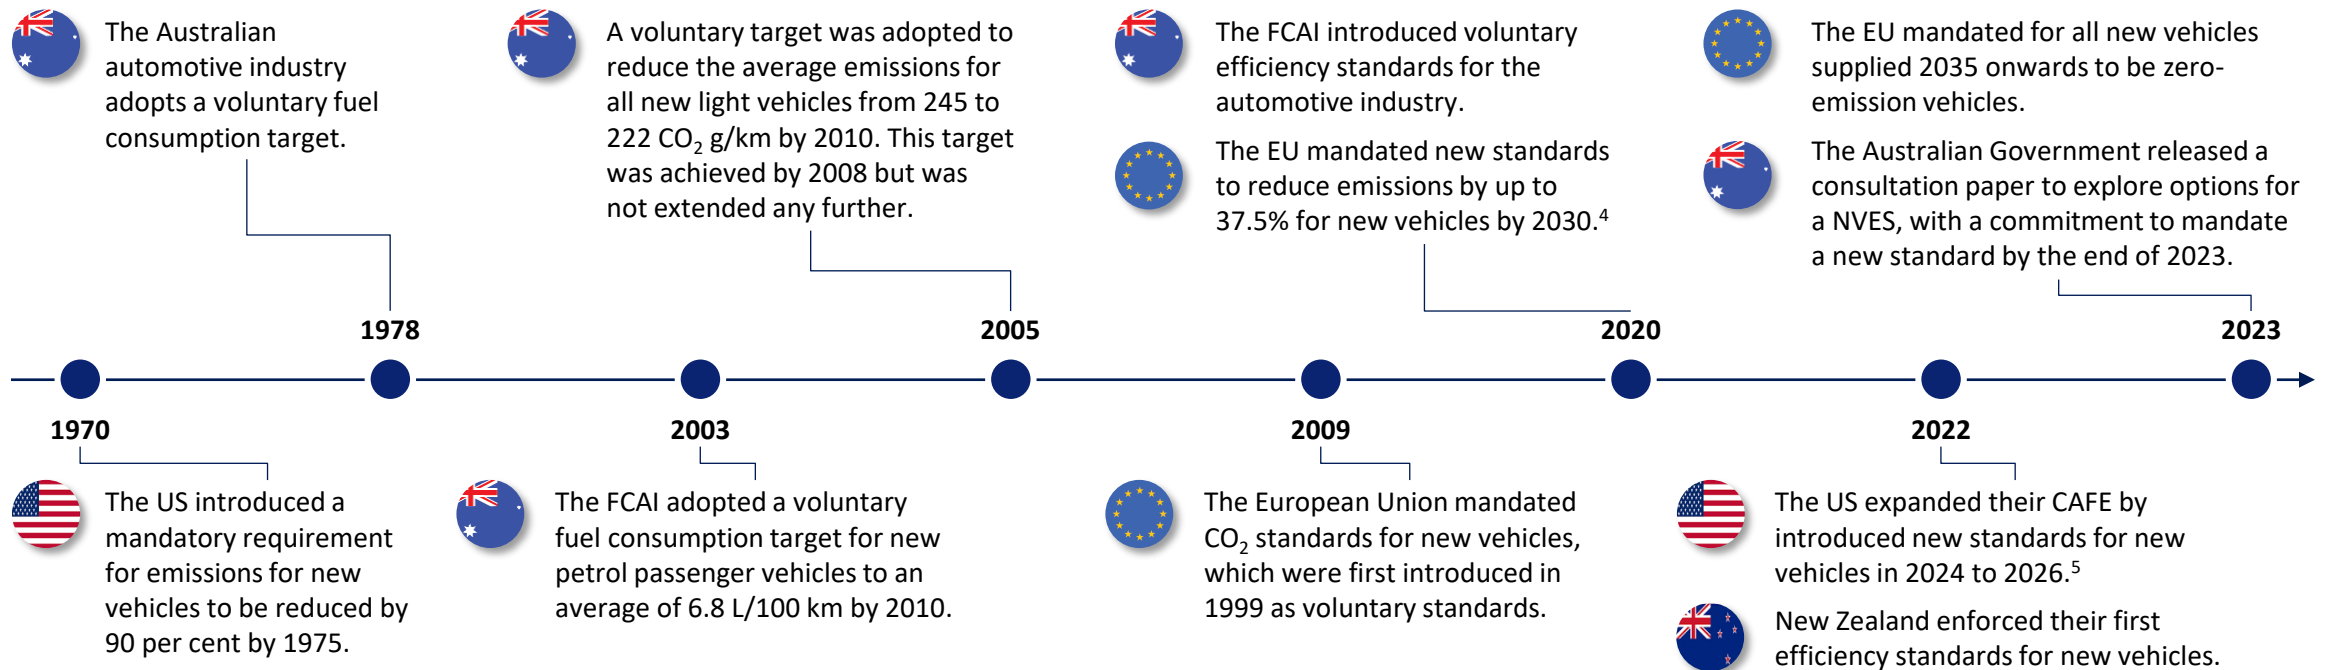 The Australian
automotive industry
adopts a voluntary fuel
consumption target.
A voluntary target was adopted to
reduce the average emissions for
all new light vehicles from 245 to
222 CO₂ g/km by 2010. This target
was achieved by 2008 but was
not extended any further.
The FCAI introduced voluntary
efficiency standards for the
automotive industry.
The EU mandated new standards
to reduce emissions by up to
37.5% for new vehicles by 2030.⁴
The EU mandated for all new vehicles
supplied 2035 onwards to be zero-
emission vehicles.
The Australian Government released a
consultation paper to explore options for
a NVES, with a commitment to mandate
a new standard by the end of 2023.
1978
2005
2020
2023
1970
2003
2009
2022
The US introduced a
mandatory requirement
for emissions for new
vehicles to be reduced by
90 per cent by 1975.
The FCAI adopted a voluntary
fuel consumption target for new
petrol passenger vehicles to an
average of 6.8 L/100 km by 2010.
The European Union mandated
CO₂ standards for new vehicles,
which were first introduced in
1999 as voluntary standards.
The US expanded their CAFE by
introduced new standards for new
vehicles in 2024 to 2026.⁵
New Zealand enforced their first
efficiency standards for new vehicles.